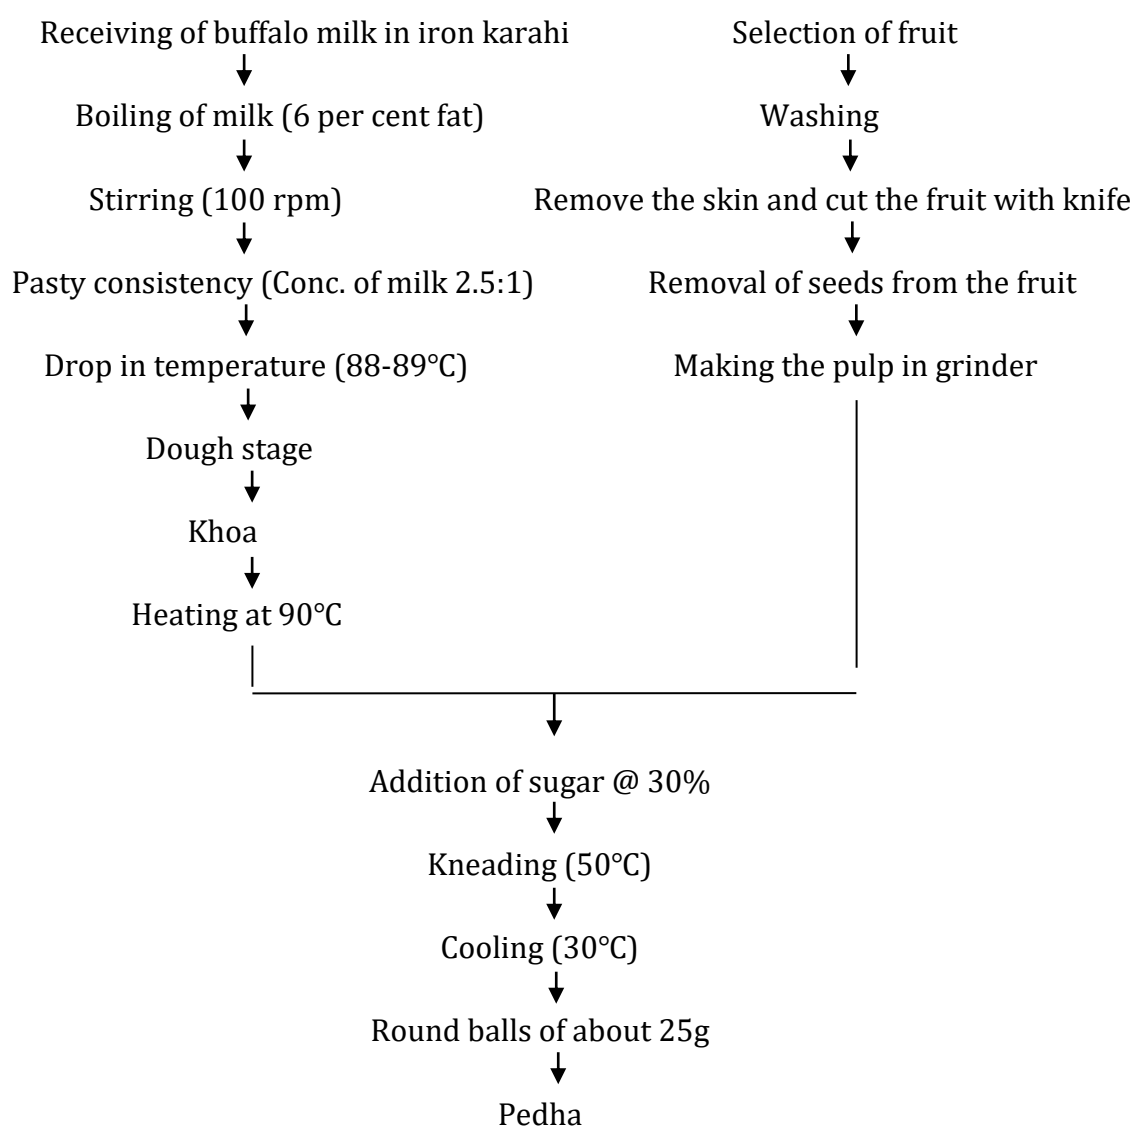 Receiving of buffalo milk in iron karahi
Boiling of milk (6 per cent fat)
Stirring (100 rpm)
Pasty consistency (Conc. of milk 2.5:1)
Drop in temperature (88-89°C)
Dough stage
Khoa
Heating at 90°C
Selection of fruit
Washing
Remove the skin and cut the fruit with knife
Removal of seeds from the fruit
Making the pulp in grinder
Addition of sugar @ 30%
Kneading (50°C)
Cooling (30°C)
Round balls of about 25g
Pedha